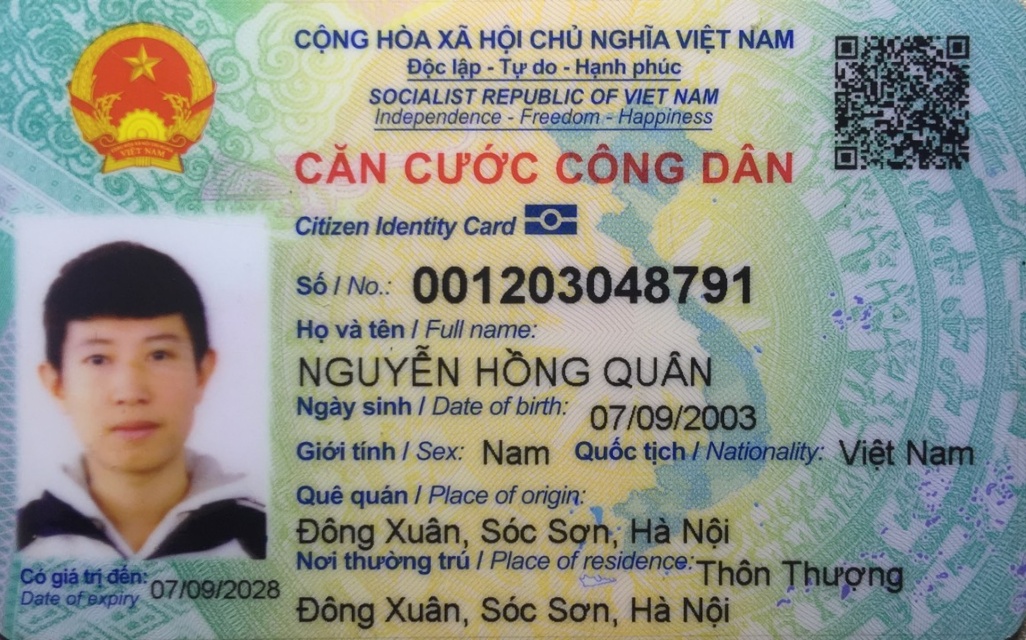 CỘNG HÒA XÃ HỘI CHỦ NGHĨA VIỆT NAM
Độc lập - Tự do - Hạnh phúc
SOCIALIST REPUBLIC OF VIET NAM
Independence - Freedom - Happiness
CĂN CƯỚC CÔNG DÂN
Citizen Identity Card
VIỆT NAM
Số / No.: 001203048791
Họ và tên / Full name:
NGUYỄN HỒNG QUÂN
Ngày sinh / Date of birth: 07/09/2003
Giới tính / Sex: Nam Quốc tịch / Nationality: Việt Nam
Quê quán / Place of origin:
Đông Xuân, Sóc Sơn, Hà Nội
Nơi thường trú / Place of residence: Thôn Thượng
Đông Xuân, Sóc Sơn, Hà Nội
Có giá trị đến: 07/09/2028
Date of expiry